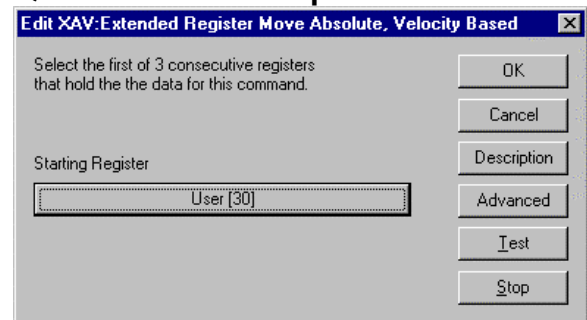 Edit XAV:Extended Register Move Absolute, Velocity Based
Select the first of 3 consecutive registers
that hold the the data for this command.
OK
Cancel
Starting Register
Description
User [30]
Advanced
Test
Stop